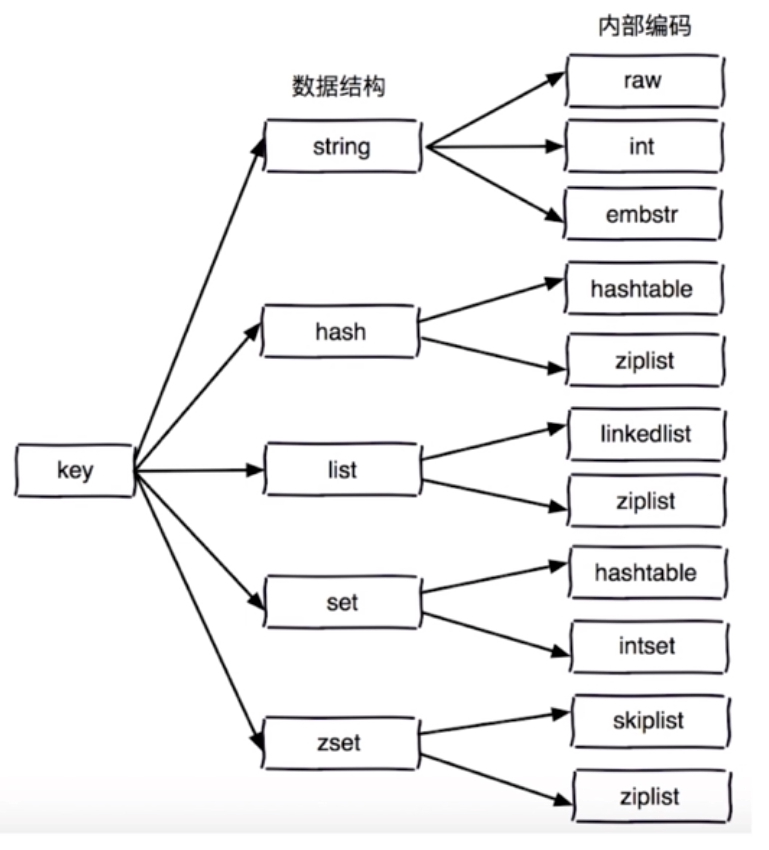 内部编码
数据结构
key
string
raw
int
embstr
hash
hashtable
ziplist
list
linkedlist
ziplist
set
hashtable
intset
zset
skiplist
ziplist